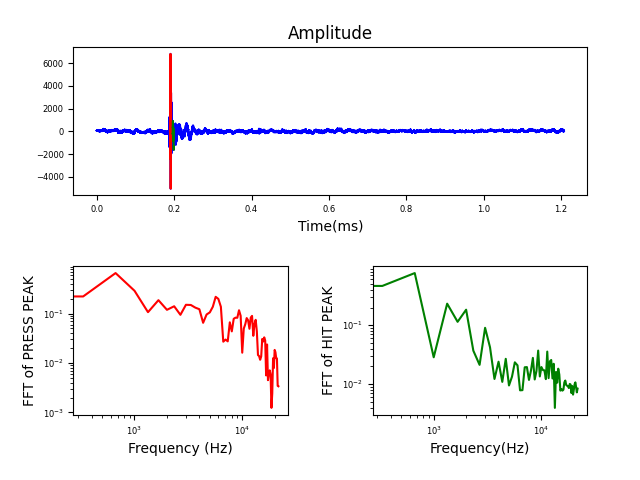 Amplitude
6000
4000
2000
0
−2000
−4000
0.0 0.2 0.4 0.6 0.8 1.0 1.2
Time(ms)
FFT of PRESS PEAK
10⁻¹
10⁻²
10⁻³
10³ 10⁴
Frequency (Hz)
FFT of HIT PEAK
10⁻¹
10⁻²
10³ 10⁴
Frequency(Hz)